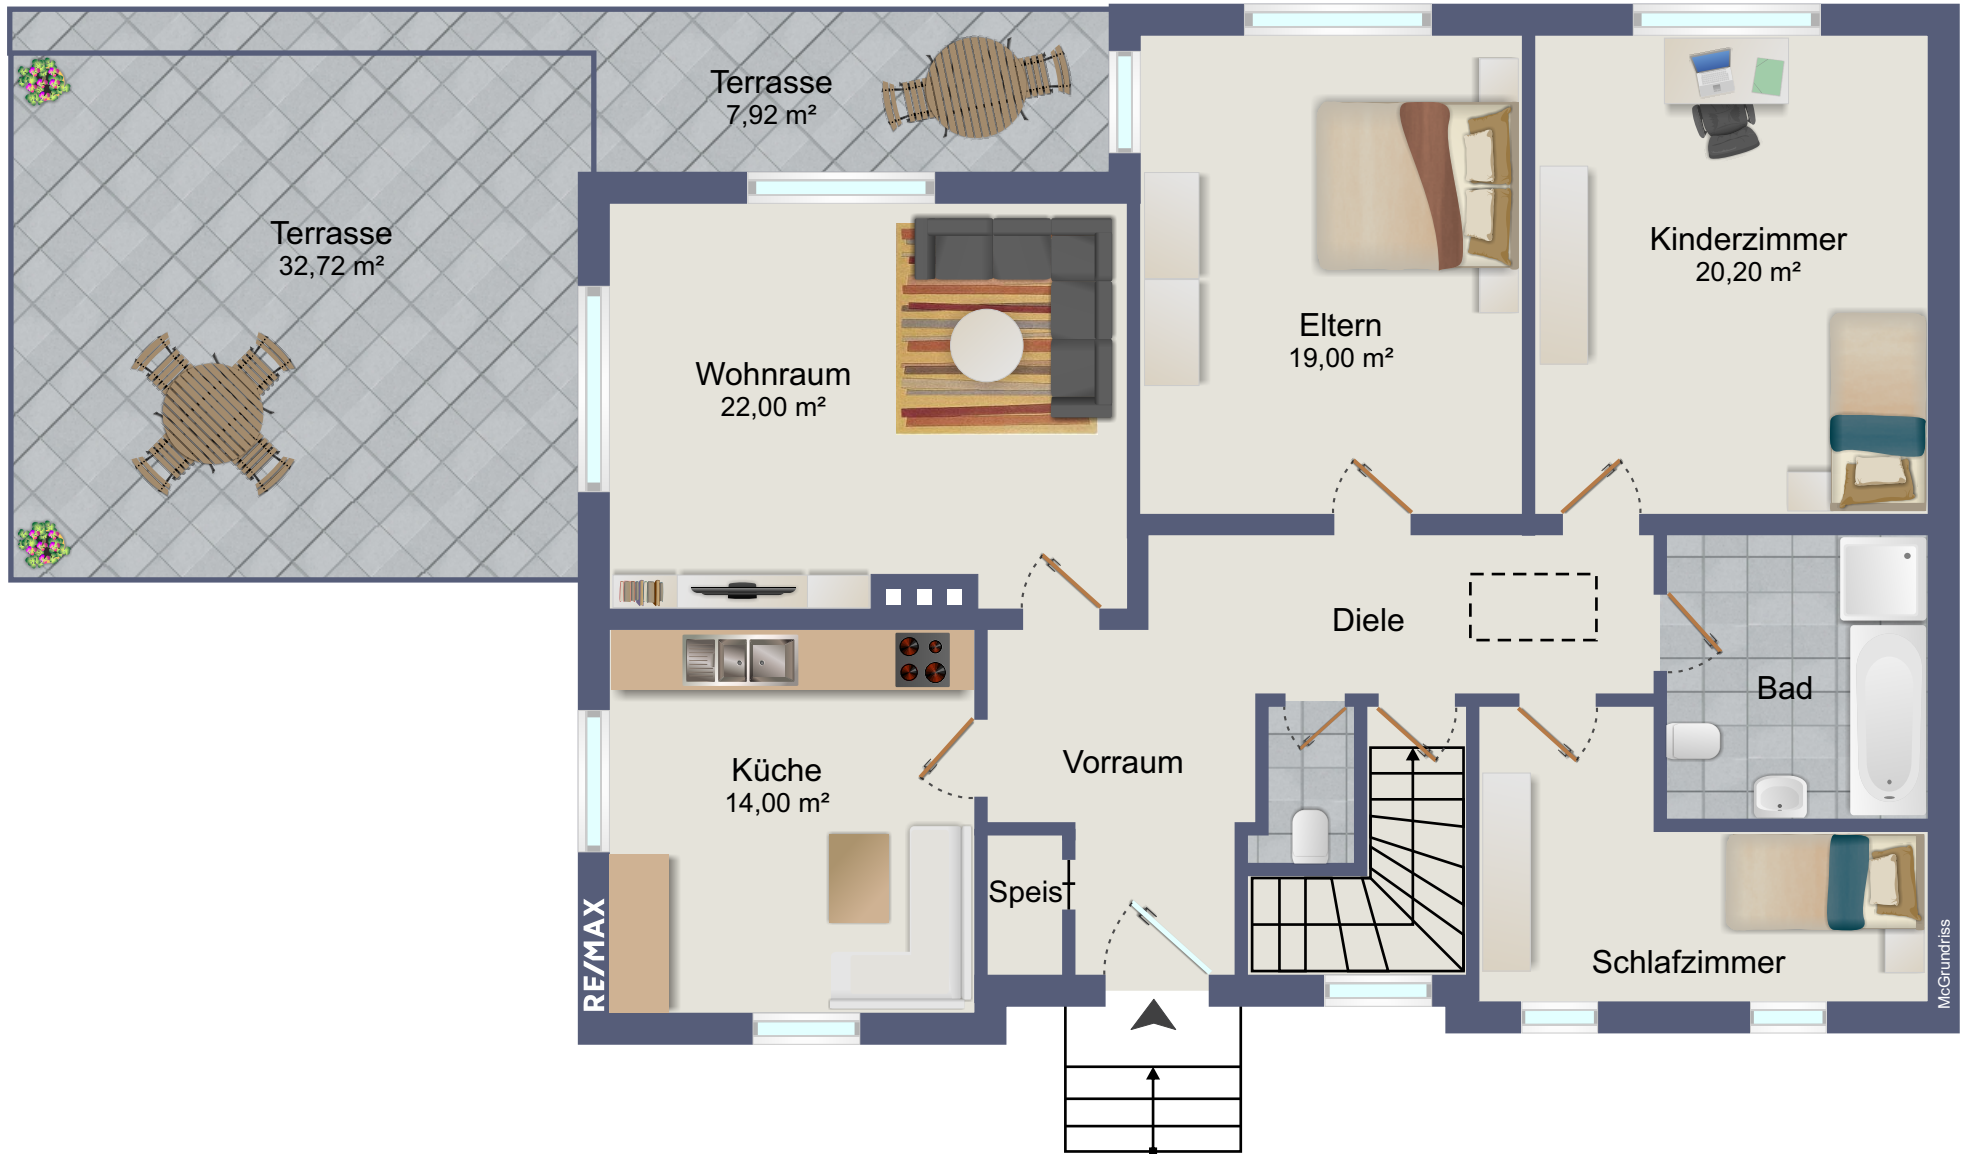 Terrasse
7,92 m²
Terrasse
32,72 m²
Wohnraum
22,00 m²
Eltern
19,00 m²
Kinderzimmer
20,20 m²
Diele
Bad
Küche
14,00 m²
Vorraum
Speis
Schlafzimmer
RE/MAX
McGrundriss